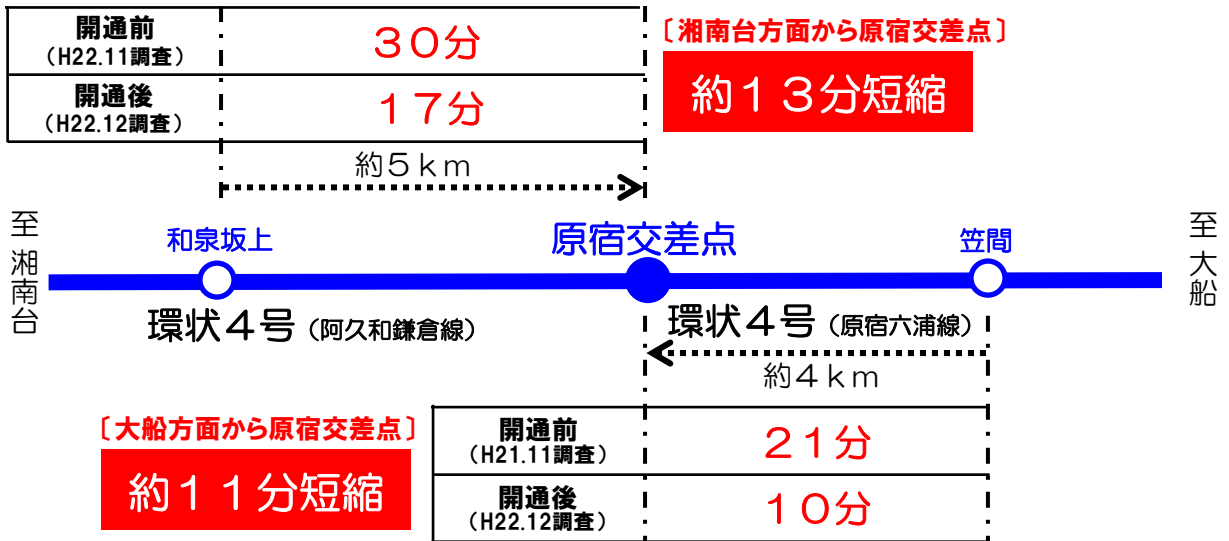 開通前
（H22.11調査）
３０分
〔湘南台方面から原宿交差点〕
約１３分短縮
開通後
（H22.12調査）
１７分
約５ｋｍ
至 湘南台
和泉坂上
原宿交差点
笠間
至 大船
環状４号（阿久和鎌倉線）
環状４号（原宿六浦線）
約４ｋｍ
〔大船方面から原宿交差点〕
約１１分短縮
開通前
（H21.11調査）
２１分
開通後
（H22.12調査）
１０分